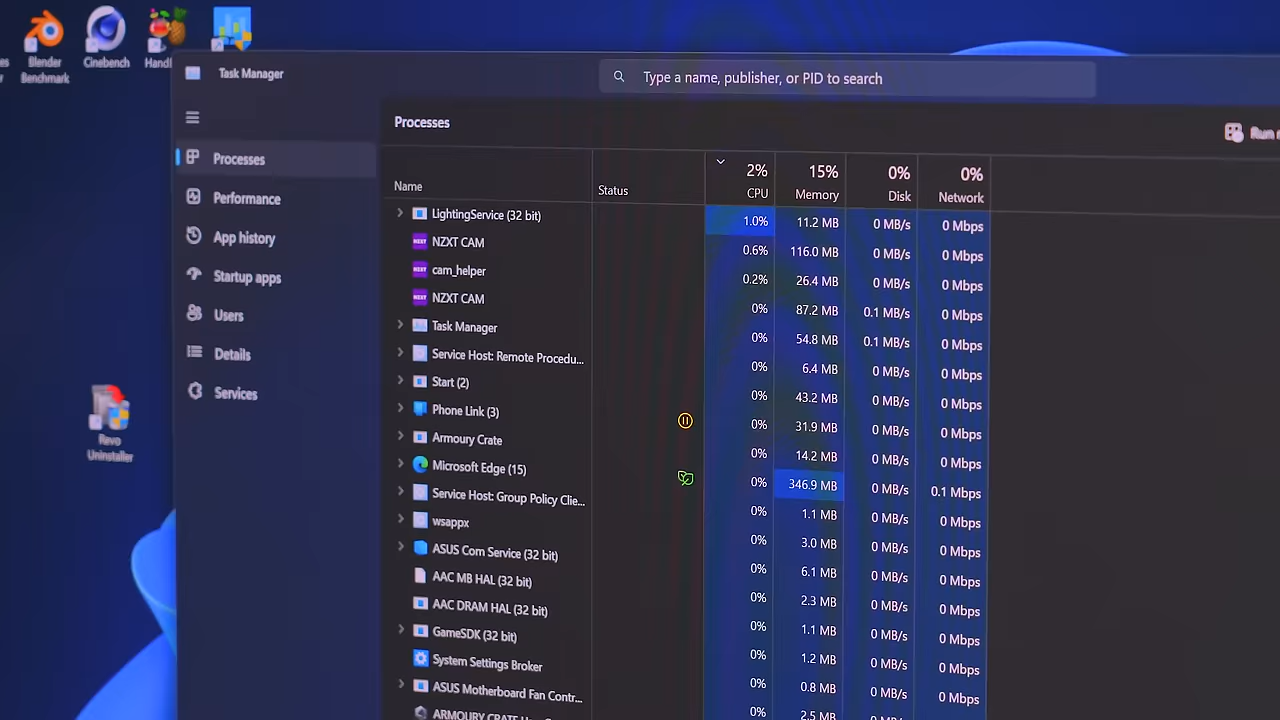 Blender
Benchmark
Cinebench
Task Manager
Type a name, publisher, or PID to search
Processes
Run
Processes
Performance
App history
Startup apps
Users
Details
Services
Revo
Uninstaller
Name Status 2% CPU 15% Memory 0% Disk 0% Network
LightingService (32 bit) 1.0% 11.2 MB 0 MB/s 0 Mbps
NZXT CAM 0.6% 116.0 MB 0 MB/s 0 Mbps
cam_helper 0.2% 26.4 MB 0 MB/s 0 Mbps
NZXT CAM 0% 87.2 MB 0.1 MB/s 0 Mbps
Task Manager 0% 54.8 MB 0.1 MB/s 0 Mbps
Service Host: Remote Procedu... 0% 6.4 MB 0 MB/s 0 Mbps
Start (2) 0% 43.2 MB 0 MB/s 0 Mbps
Phone Link (3) 0% 31.9 MB 0 MB/s 0 Mbps
Armoury Crate 0% 14.2 MB 0 MB/s 0 Mbps
Microsoft Edge (15) 0% 346.9 MB 0 MB/s 0.1 Mbps
Service Host: Group Policy Clie... 0% 1.1 MB 0 MB/s 0 Mbps
wsappx 0% 3.0 MB 0 MB/s 0 Mbps
ASUS Com Service (32 bit) 0% 6.1 MB 0 MB/s 0 Mbps
AAC MB HAL (32 bit) 0% 2.3 MB 0 MB/s 0 Mbps
AAC DRAM HAL (32 bit) 0% 1.1 MB 0 MB/s 0 Mbps
GameSDK (32 bit) 0% 1.2 MB 0 MB/s 0 Mbps
System Settings Broker 0% 0.8 MB 0 MB/s 0 Mbps
ASUS Motherboard Fan Contr... 0% 2.5 MB
ARMOURY CRATE